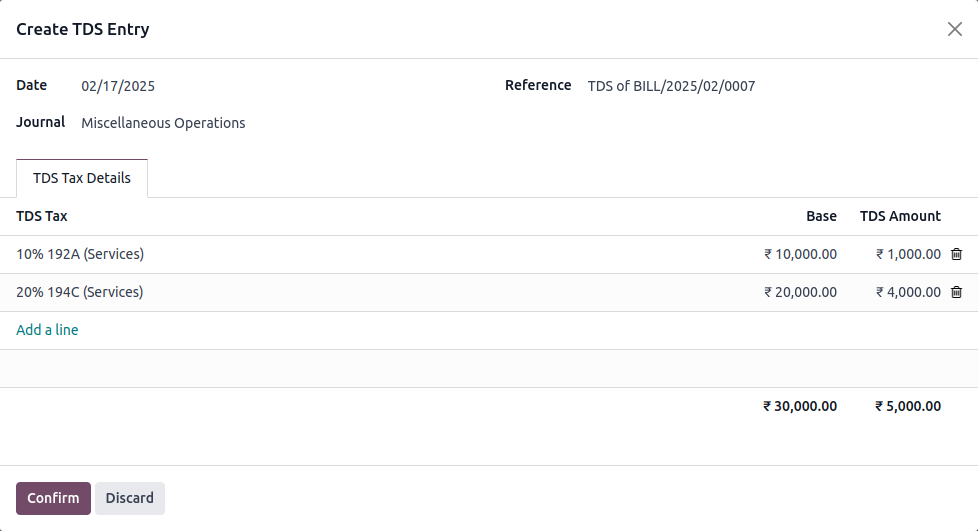 Create TDS Entry
Date 02/17/2025 Reference TDS of BILL/2025/02/0007
Journal Miscellaneous Operations
TDS Tax Details
TDS Tax Base TDS Amount
10% 192A (Services) ₹ 10,000.00 ₹ 1,000.00
20% 194C (Services) ₹ 20,000.00 ₹ 4,000.00
Add a line
₹ 30,000.00 ₹ 5,000.00
Confirm Discard